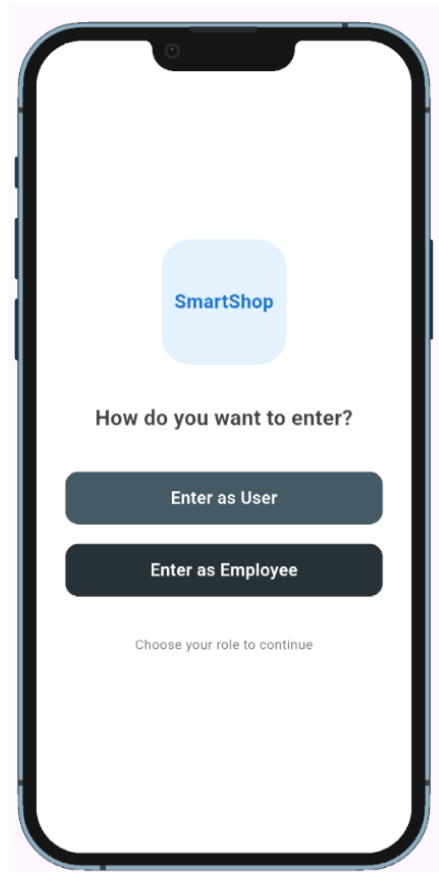 SmartShop
How do you want to enter?
Enter as User
Enter as Employee
Choose your role to continue